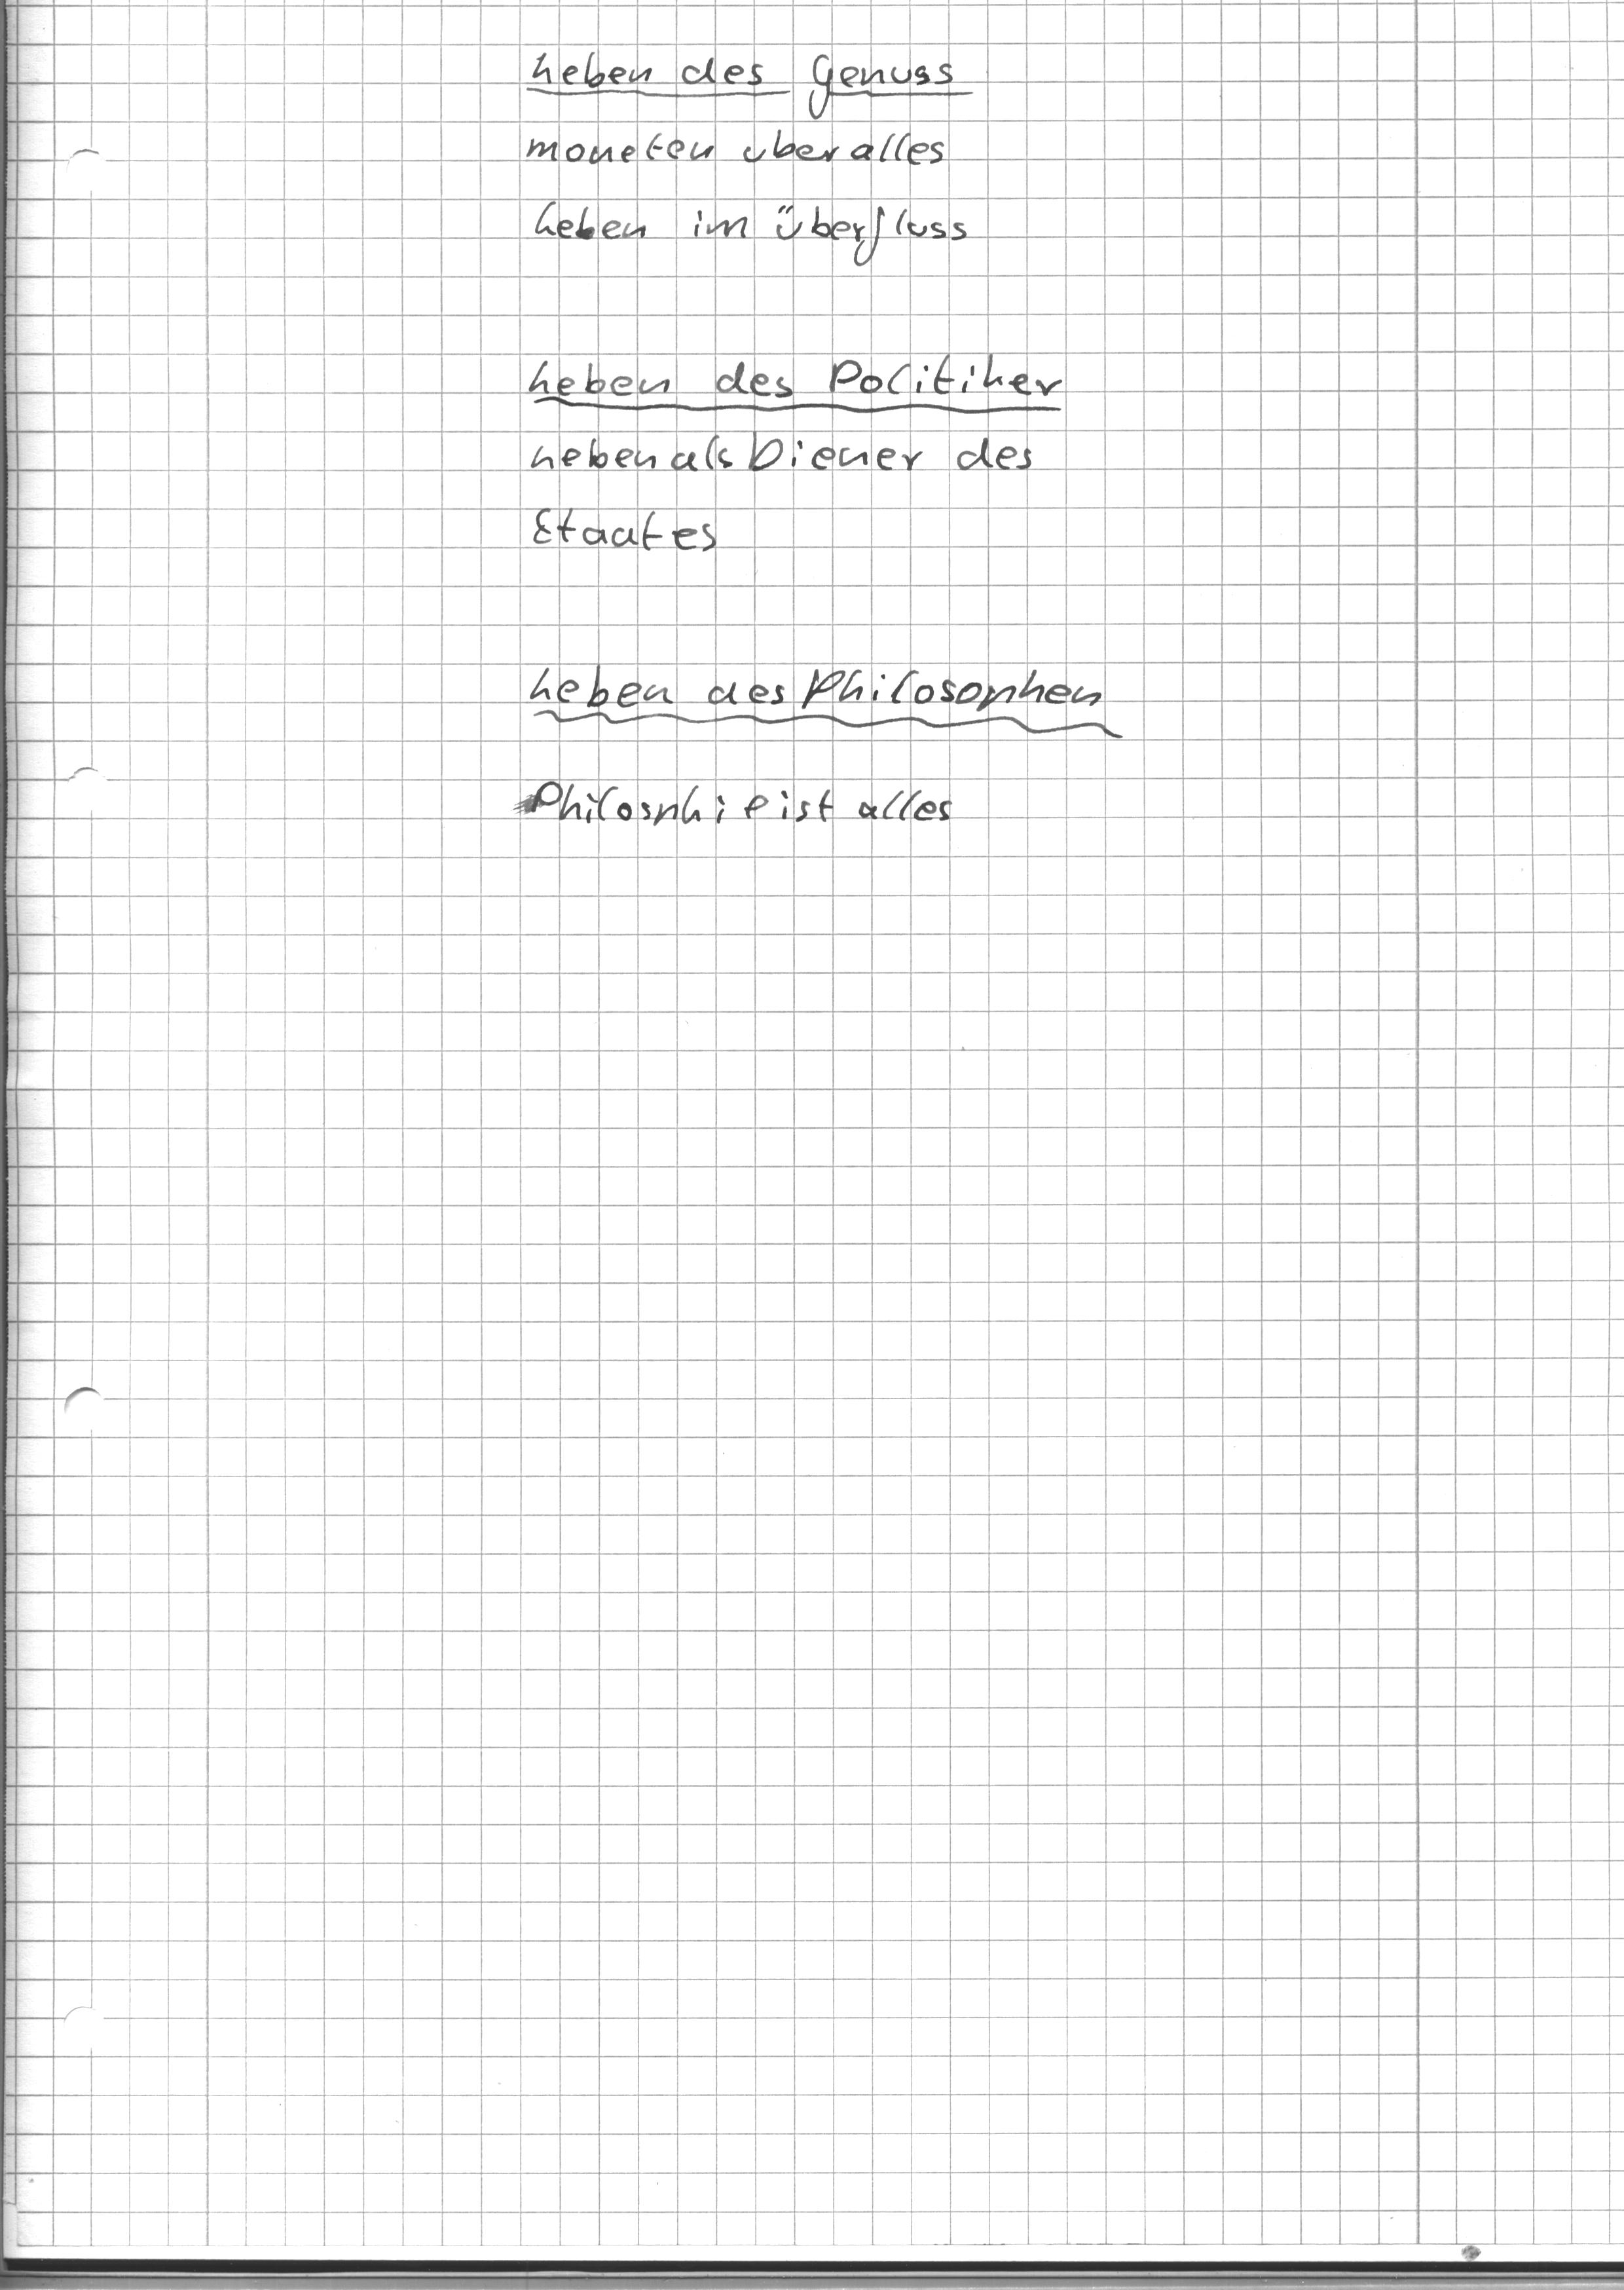 Leben des Genuss
moneten uber alles
Leben im überfluss
Leben des Politiker
Leben als Diener des
Staates
Leben des Philosophen
Philosphie ist alles